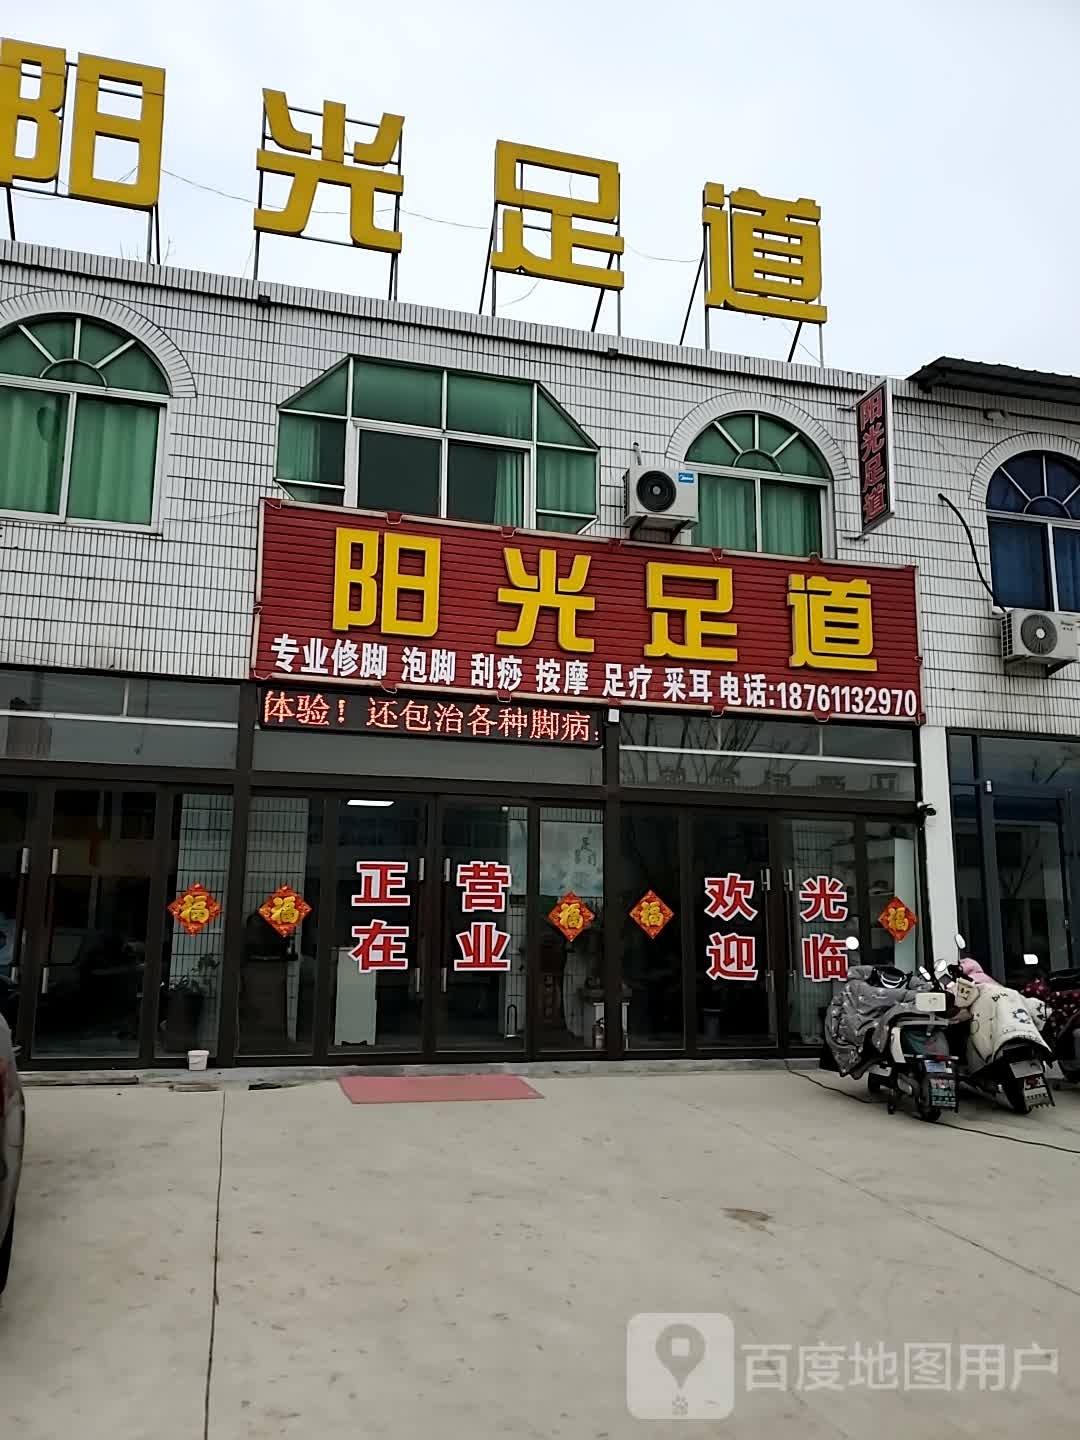 阳光足道
阳光足道
阳光足道
专业修脚 泡脚 刮痧 按摩 足疗 采耳 电话:18761132970
体验！还包治各种脚病
正在营业
欢迎光临
福
福
福
福
福
百度地图用户